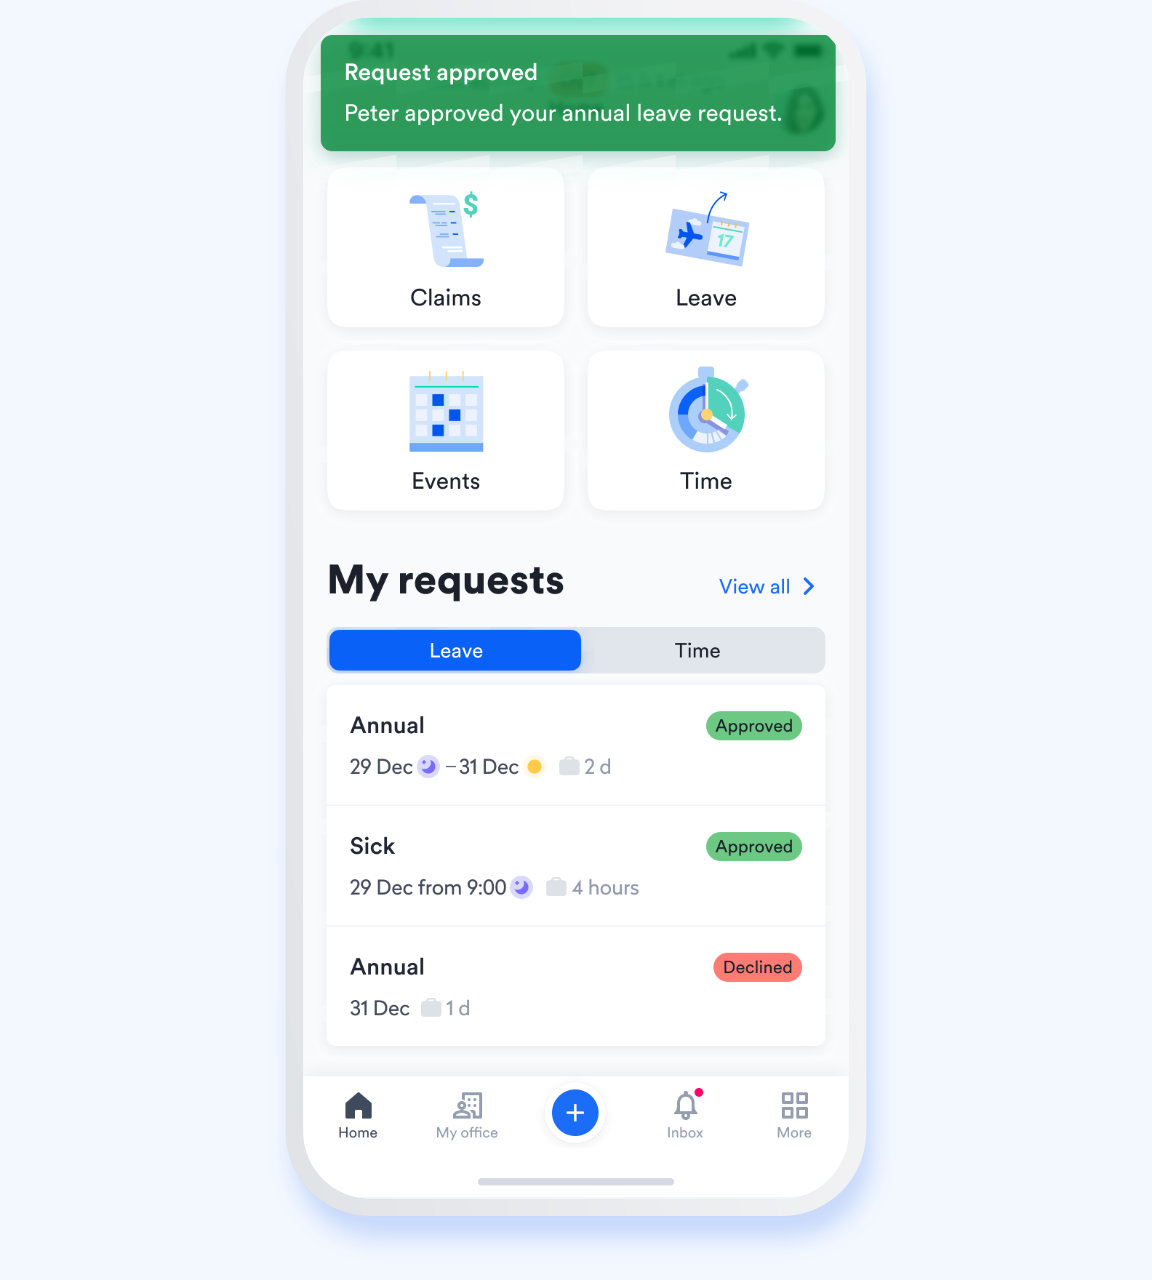 9:41
Request approved
Peter approved your annual leave request.
$
17
Claims
Leave
Events
Time
My requests
View all
Leave
Time
Annual
Approved
29 Dec – 31 Dec 2 d
Sick
Approved
29 Dec from 9:00 4 hours
Annual
Declined
31 Dec 1 d
Home
My office
Inbox
More